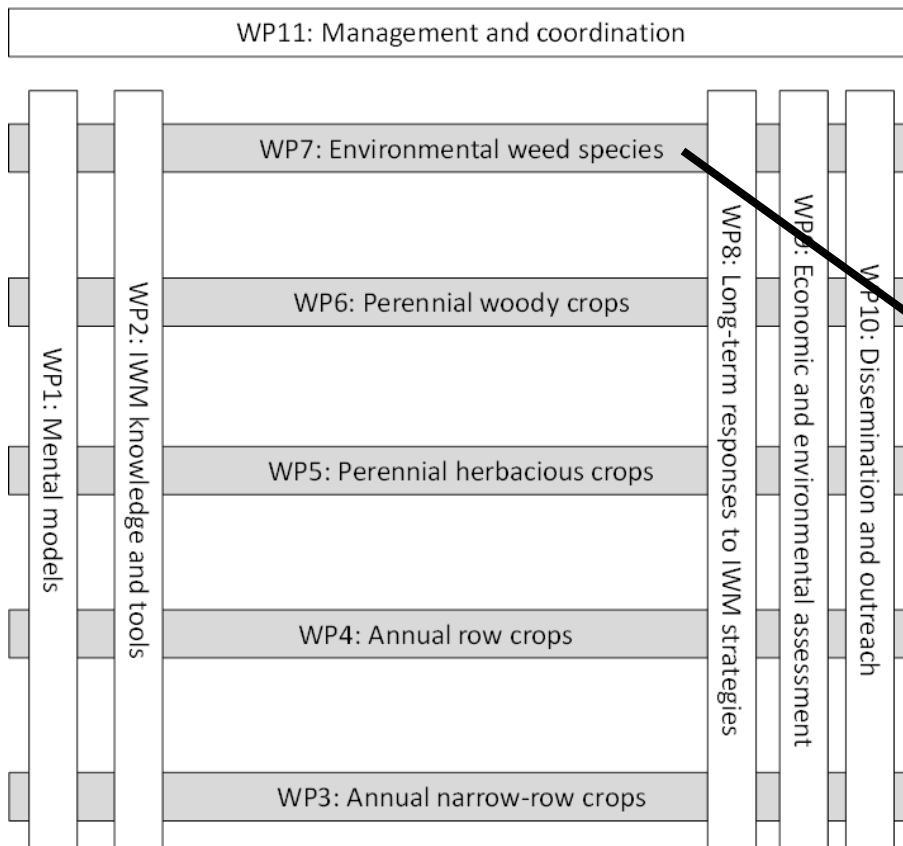 WP11: Management and coordination
WP7: Environmental weed species
WP6: Perennial woody crops
WP5: Perennial herbacious crops
WP4: Annual row crops
WP3: Annual narrow-row crops
WP1: Mental models
WP2: IWM knowledge and tools
WP8: Long-term responses to IWM strategies
WP9: Economic and environmental assessment
WP10: Dissemination and outreach